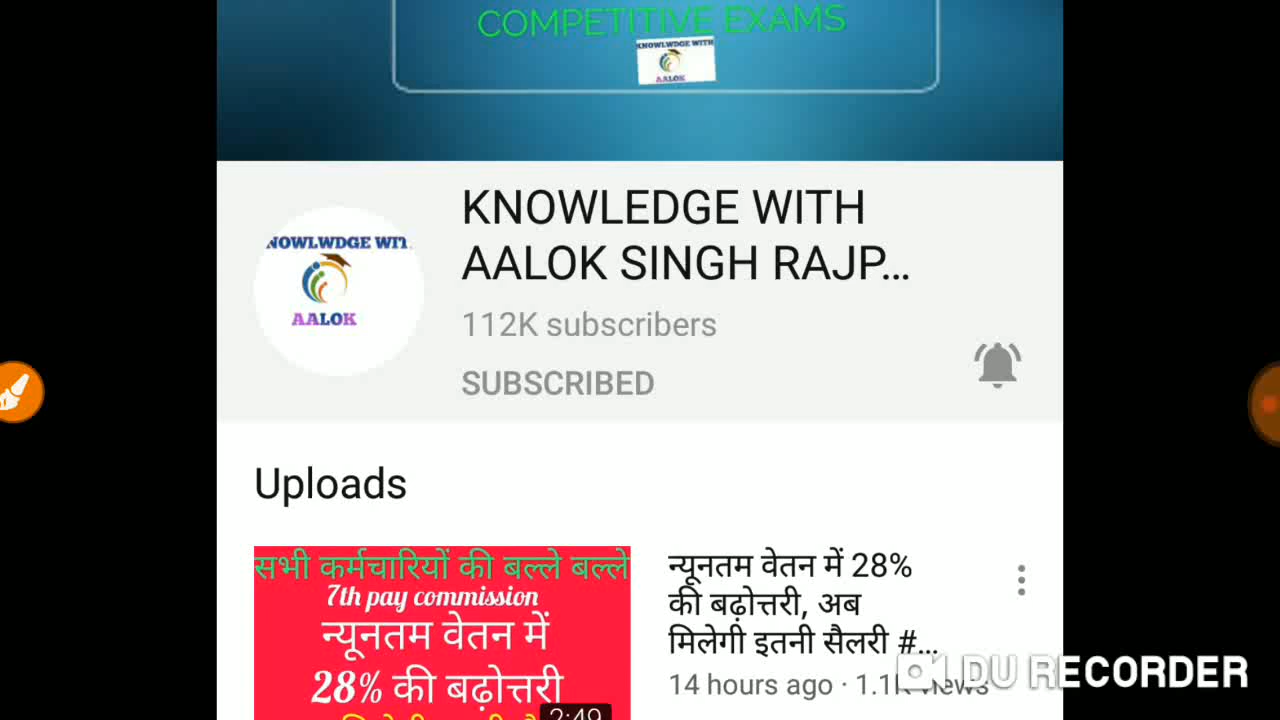 COMPETITIVE EXAMS
KNOWLWDGE WITH
AALOK
KNOWLEDGE WITH
AALOK SINGH RAJP...
NOWLWDGE WIT
AALOK
112K subscribers
SUBSCRIBED
Uploads
सभी कर्मचारियों की बल्ले बल्ले
7th pay commission
न्यूनतम वेतन में
28% की बढ़ोत्तरी
2:49
न्यूनतम वेतन में 28%
की बढ़ोत्तरी, अब
मिलेगी इतनी सैलरी #...
14 hours ago · 1.1K views
DU RECORDER